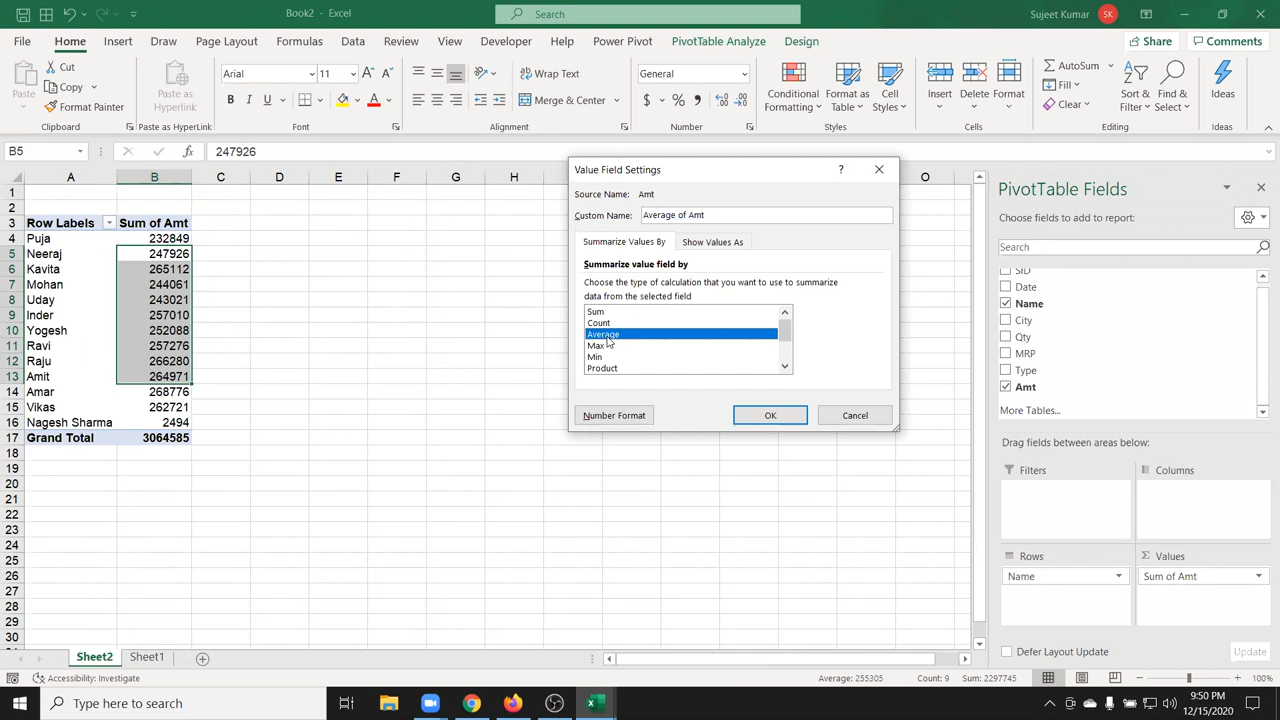 Book2 - Excel
Search
Sujeet Kumar SK
File Home Insert Draw Page Layout Formulas Data Review View Developer Help Power Pivot PivotTable Analyze Design Share Comments
Paste Cut Copy Format Painter Clipboard
Paste as Hyperlink Paste as HyperLink
Arial 11 A A B I U A Font
Wrap Text Merge & Center Alignment
General $ % , Number
Conditional Formatting Format as Table Cell Styles Styles
Insert Delete Format Cells
AutoSum Fill Clear Sort & Filter Find & Select Editing
Ideas Ideas
B5 fx 247926
A B C D E F G H O
1
2
3 Row Labels Sum of Amt
4 Puja 232849
5 Neeraj 247926
6 Kavita 265112
7 Mohan 244061
8 Uday 243021
9 Inder 257010
10 Yogesh 252088
11 Ravi 257276
12 Raju 266280
13 Amit 264971
14 Amar 268776
15 Vikas 262721
16 Nagesh Sharma 2494
17 Grand Total 3064585
18
19
20
21
22
23
24
25
26
27
28
29
30
Value Field Settings ?
Source Name: Amt
Custom Name: Average of Amt
Summarize Values By Show Values As
Summarize value field by
Choose the type of calculation that you want to use to summarize
data from the selected field
Sum
Count
Average
Max
Min
Product
Number Format OK Cancel
PivotTable Fields
Choose fields to add to report:
Search
SID
Date
Name
City
Qty
MRP
Type
Amt
More Tables...
Drag fields between areas below:
Filters Columns
Rows Σ Values
Name Sum of Amt
Defer Layout Update Update
Sheet2 Sheet1
Accessibility: Investigate Average: 255305 Count: 9 Sum: 2297745 100%
Type here to search
9:50 PM
12/15/2020